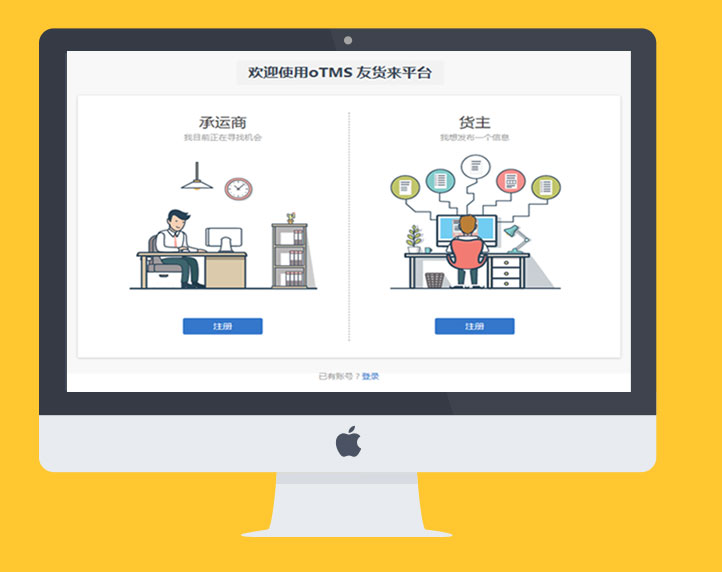 欢迎使用oTMS 友货来平台
承运商
我目前正在寻找机会
货主
我想发布一个信息
注册
注册
已有账号？登录